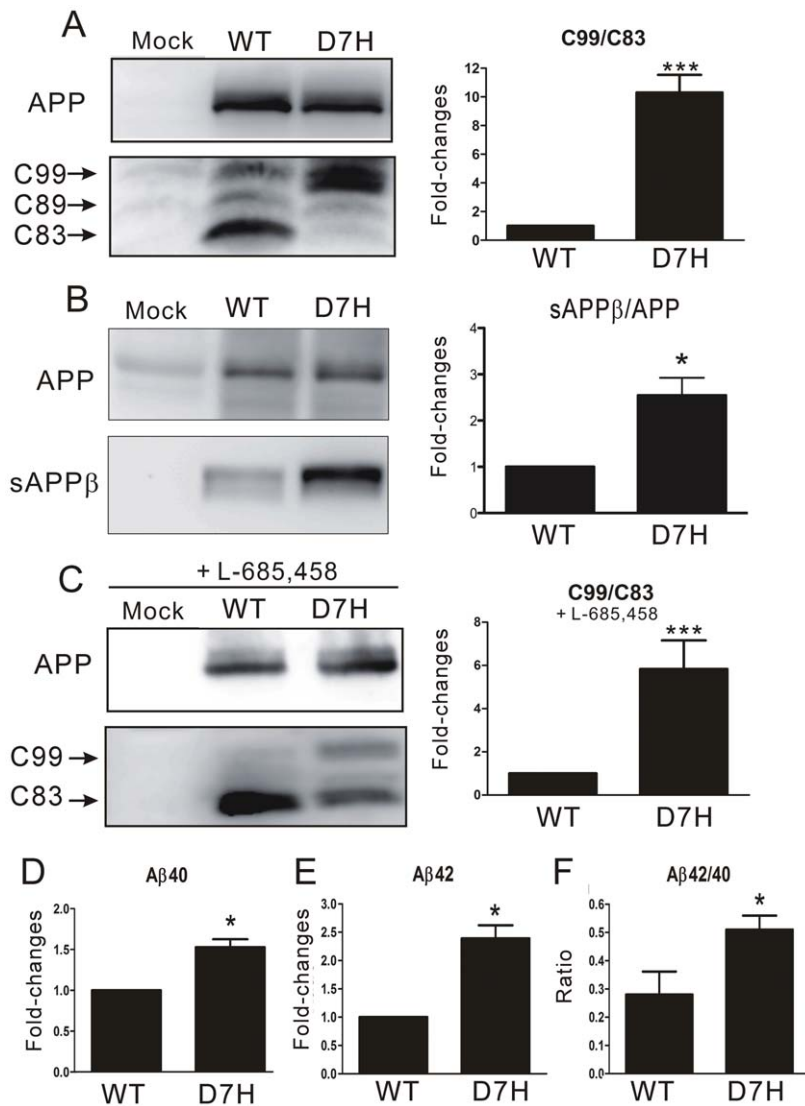 A
Mock WT D7H
APP
C99→
C89→
C83→
C99/C83
Fold-changes
12
10
8
6
4
2
0
***
WT D7H
B
Mock WT D7H
APP
sAPPβ
sAPPβ/APP
Fold-changes
4
3
2
1
0
*
WT D7H
C
+ L-685,458
Mock WT D7H
APP
C99→
C83→
C99/C83
+ L-685,458
Fold-changes
8
6
4
2
0
***
WT D7H
D
Aβ40
Fold-changes
2.0
1.5
1.0
0.5
0.0
*
WT D7H
E
Aβ42
Fold-changes
3.0
2.5
2.0
1.5
1.0
0.5
0.0
*
WT D7H
F
Aβ42/40
Ratio
0.6
0.5
0.4
0.3
0.2
0.1
0.0
*
WT D7H